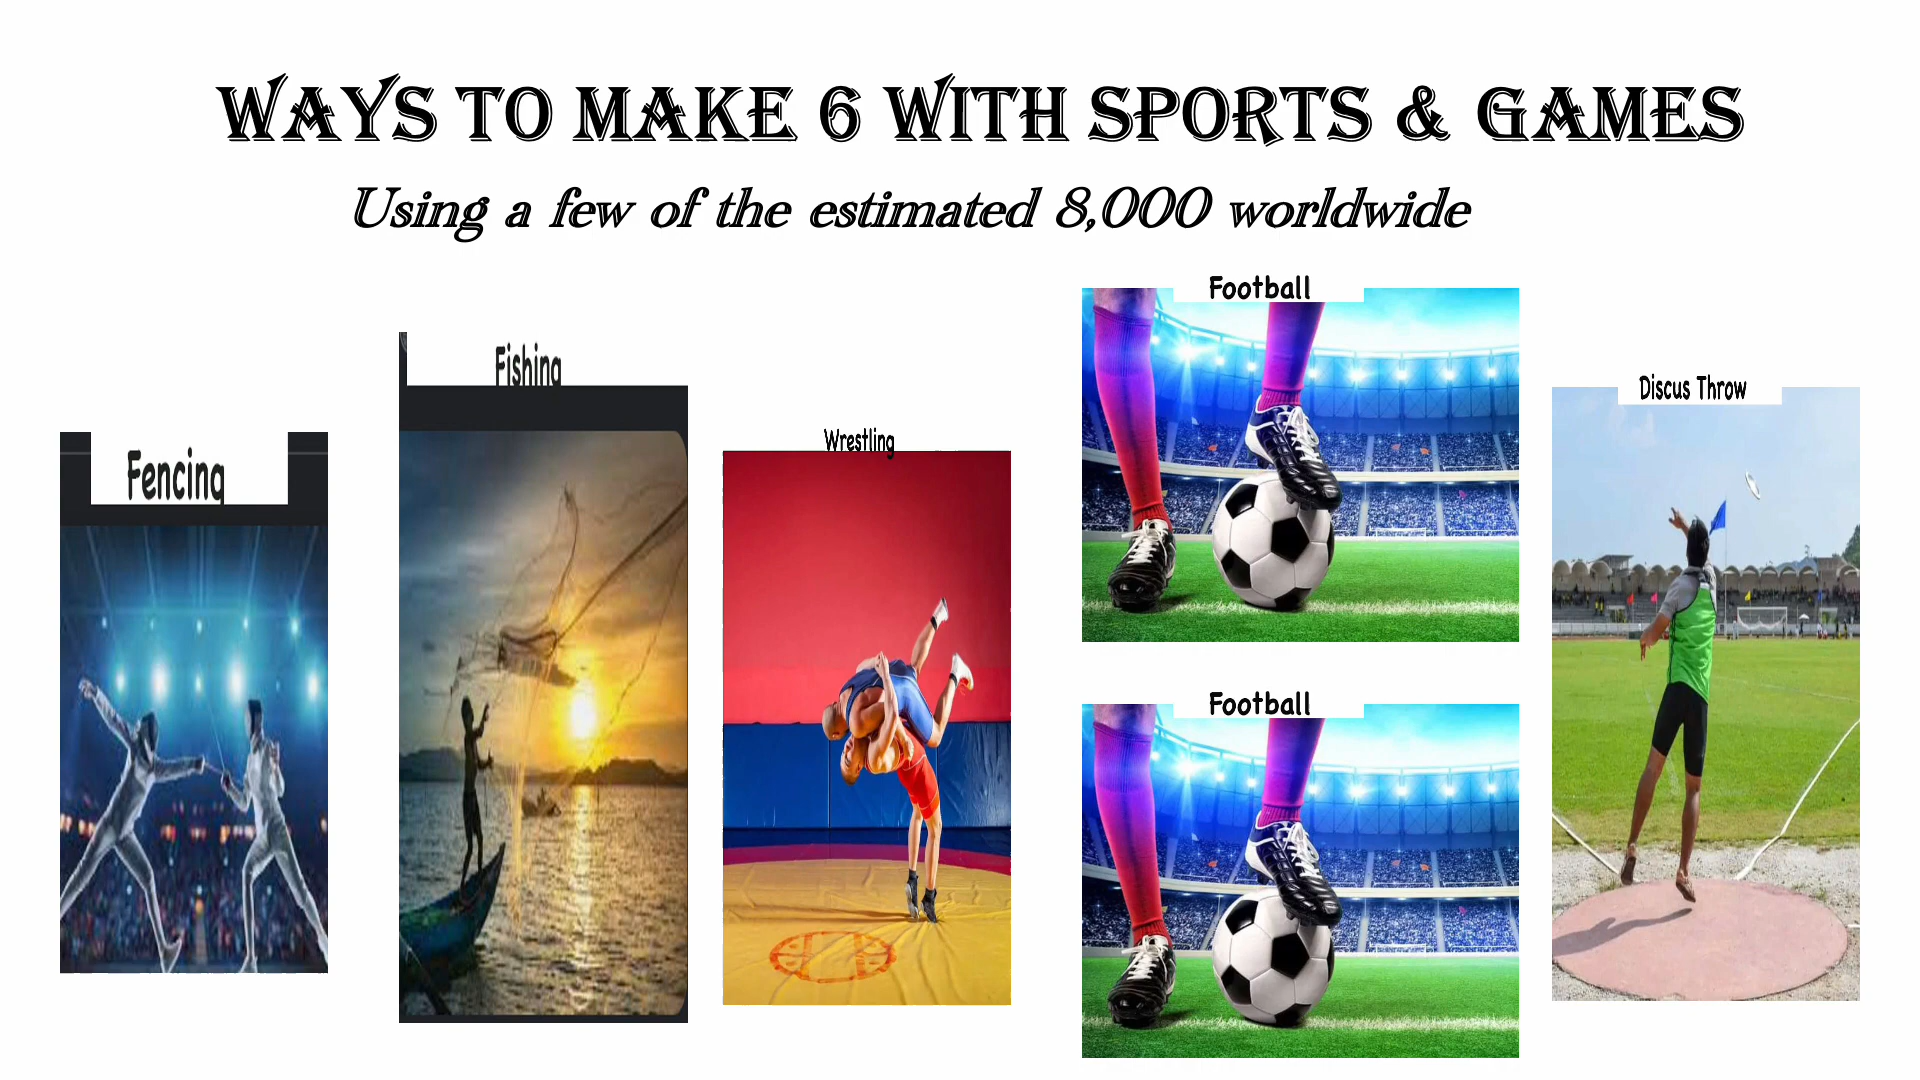 WAYS TO MAKE 6 WITH SPORTS & GAMES
Using a few of the estimated 8,000 worldwide
Fencing
Fishing
Wrestling
Football
Football
Discus Throw